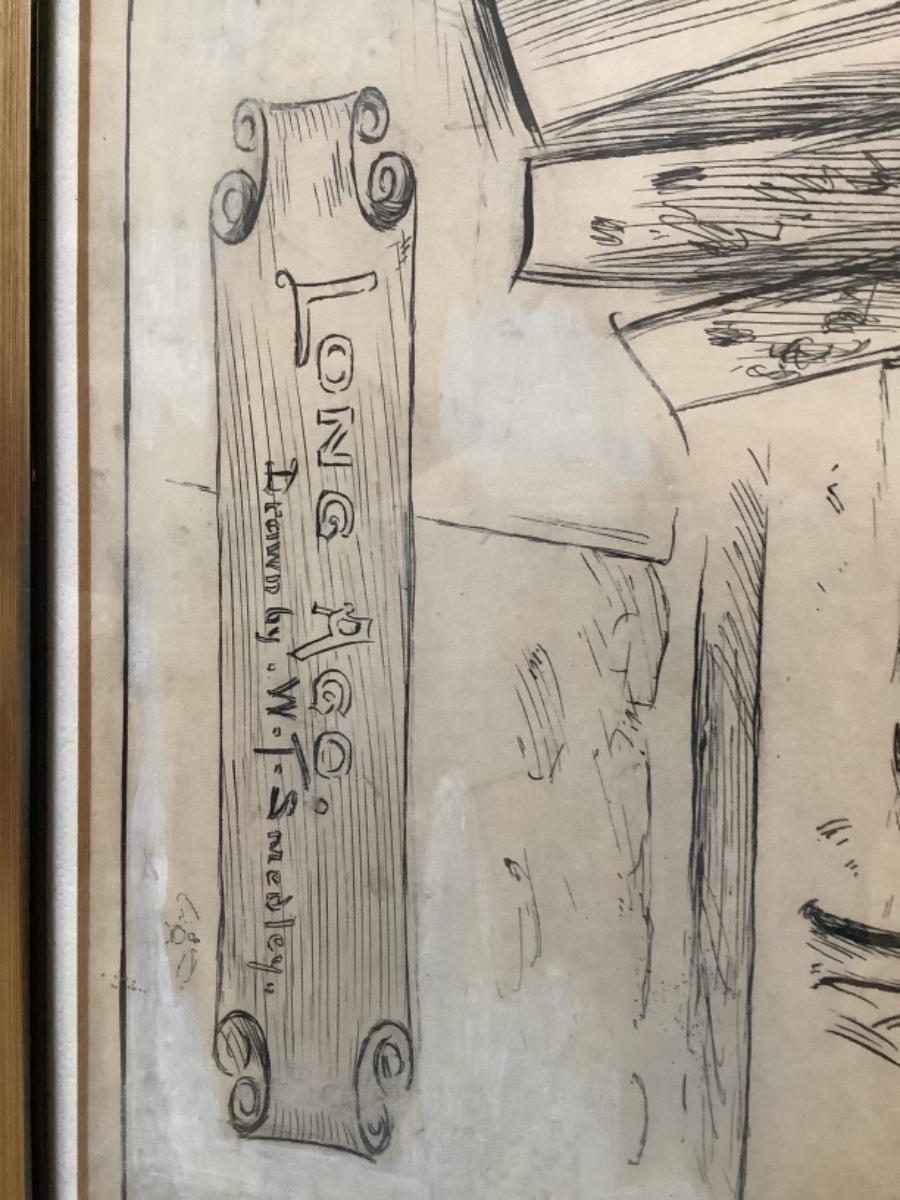 LONG AGO.
Drawn by. W.T. Smedley.